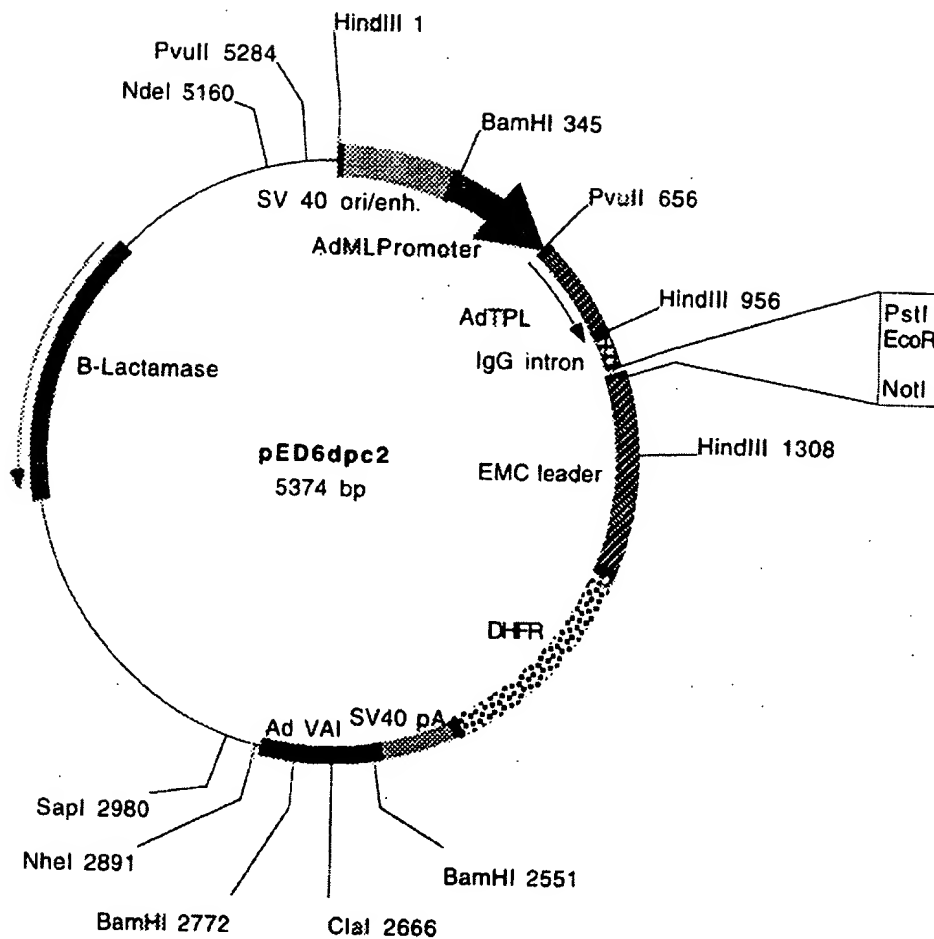 HindIII 1
PvuII 5284
NdeI 5160
BamHI 345
SV 40 ori/enh.
PvuII 656
AdMLPromoter
HindIII 956
AdTPL
PstI
EcoR
IgG intron
NotI
B-Lactamase
pED6dpc2
5374 bp
HindIII 1308
EMC leader
DHFR
SV40 pA
Ad VAI
SapI 2980
NheI 2891
BamHI 2551
BamHI 2772
ClaI 2666